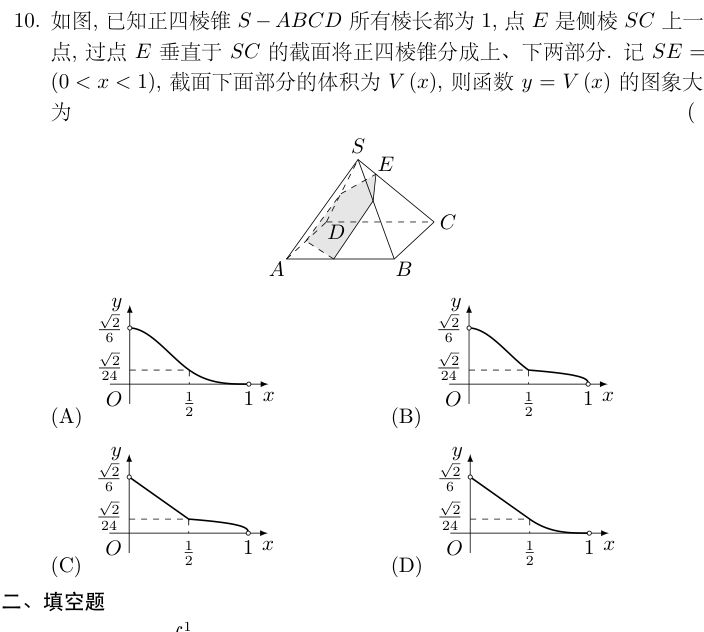 10. 如图, 已知正四棱锥 S − ABCD 所有棱长都为 1, 点 E 是侧棱 SC 上一
点, 过点 E 垂直于 SC 的截面将正四棱锥分成上、下两部分. 记 SE =
(0 < x < 1), 截面下面部分的体积为 V (x), 则函数 y = V (x) 的图象大
为 (
S
E
D
C
A
B
y
√2/6
√2/24
O
1/2
1
x
(A)
y
√2/6
√2/24
O
1/2
1
x
(B)
y
√2/6
√2/24
O
1/2
1
x
(C)
y
√2/6
√2/24
O
1/2
1
x
(D)
二、填空题